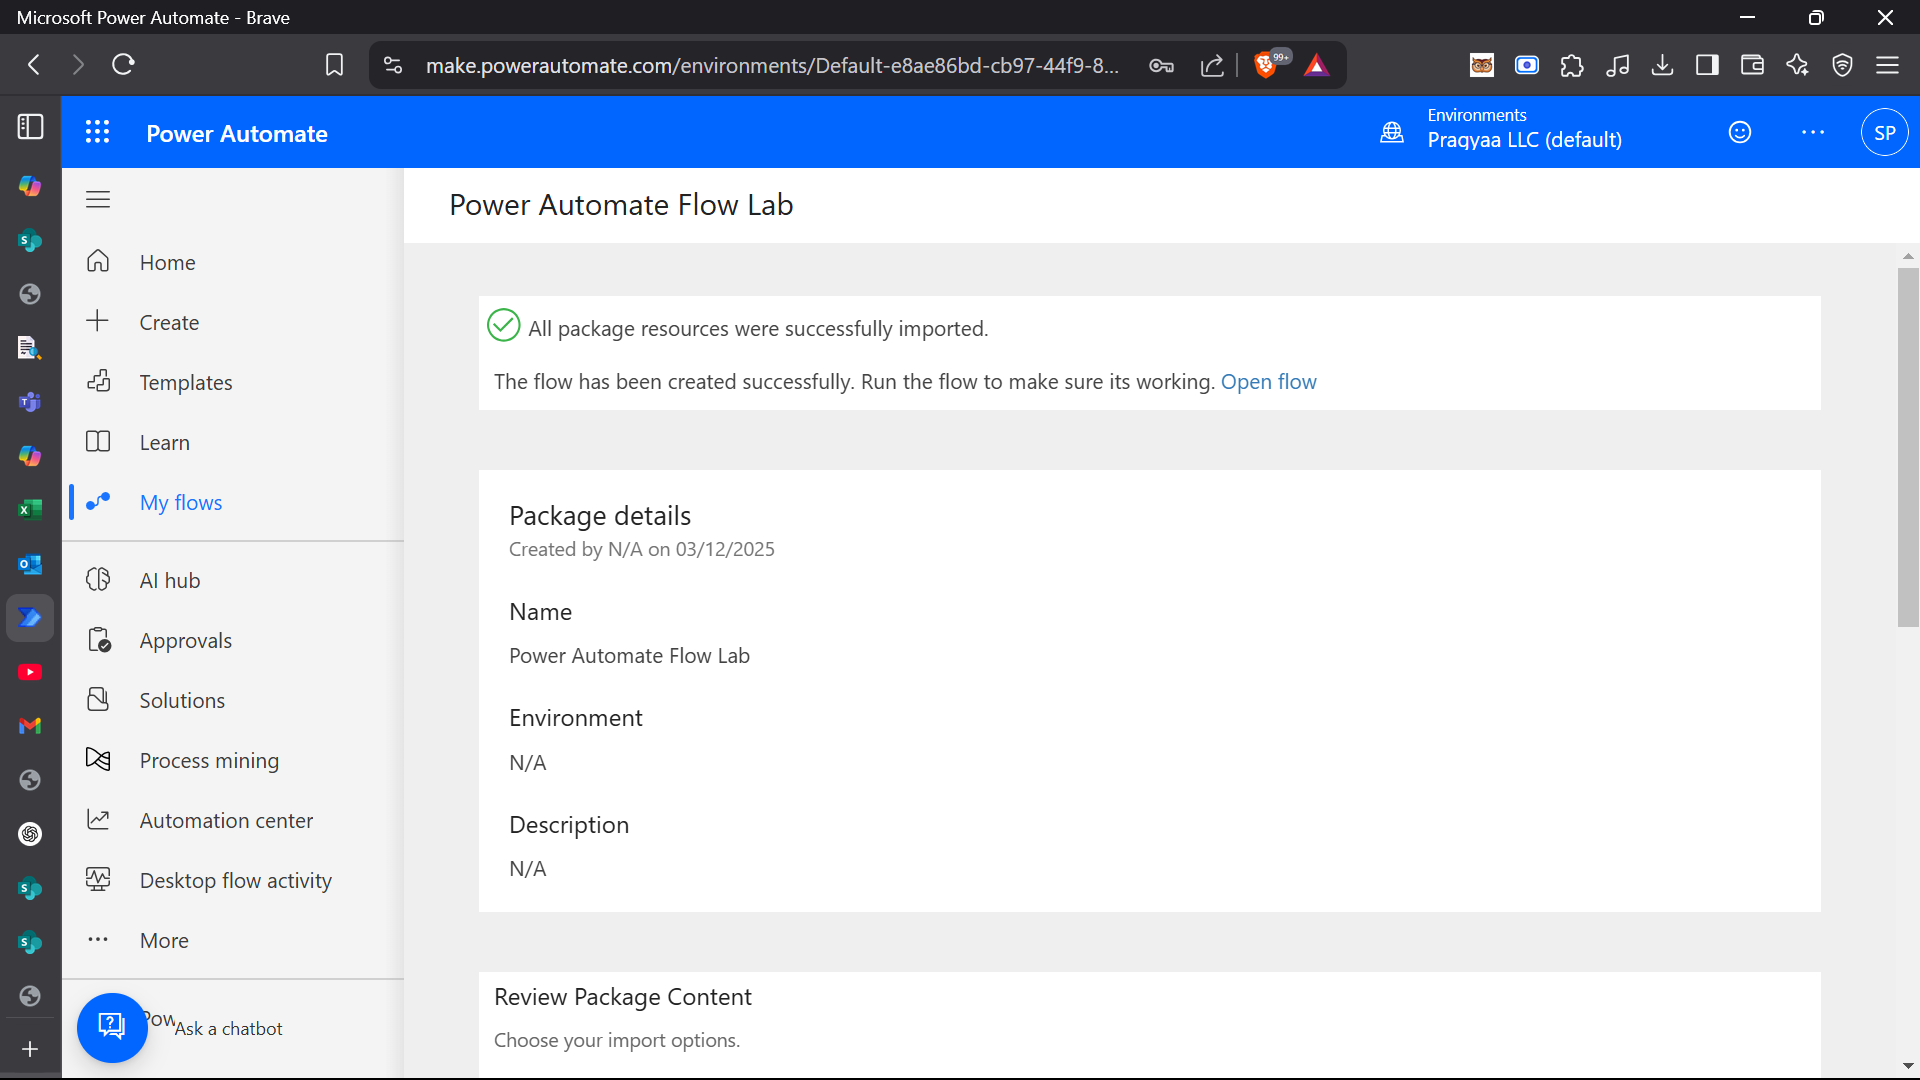 Microsoft Power Automate - Brave
make.powerautomate.com/environments/Default-e8ae86bd-cb97-44f9-8...
99+
Power Automate
Environments
Pragyaa LLC (default)
SP
Power Automate Flow Lab
Home
Create
Templates
Learn
My flows
AI hub
Approvals
Solutions
Process mining
Automation center
Desktop flow activity
More
Pow
Ask a chatbot
All package resources were successfully imported.
The flow has been created successfully. Run the flow to make sure its working. Open flow
Package details
Created by N/A on 03/12/2025
Name
Power Automate Flow Lab
Environment
N/A
Description
N/A
Review Package Content
Choose your import options.